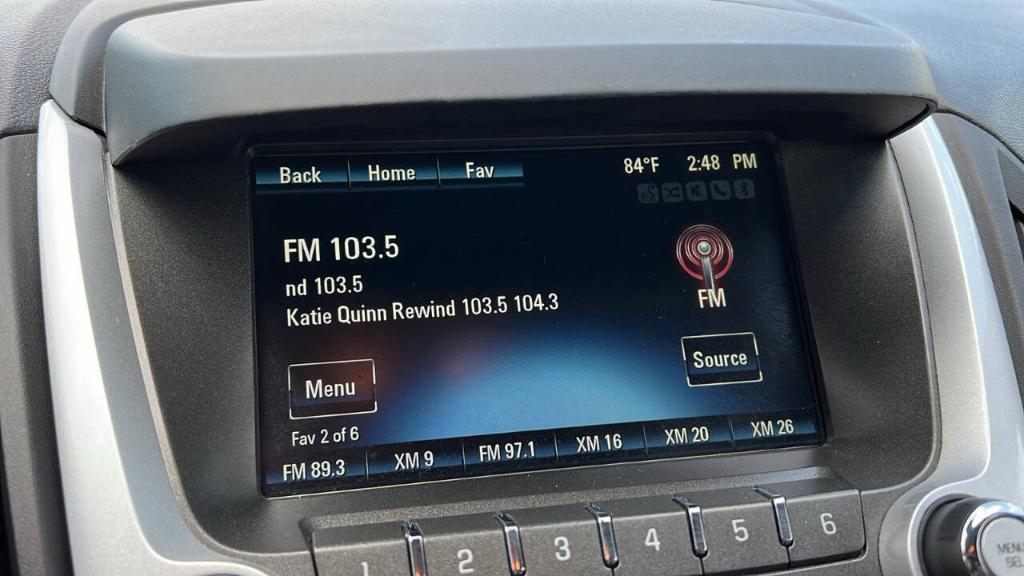 Back Home Fav 84°F 2:48 PM
FM 103.5
nd 103.5
Katie Quinn Rewind 103.5 104.3
FM
Menu
Source
Fav 2 of 6
FM 89.3 XM 9 FM 97.1 XM 16 XM 20 XM 26
1 2 3 4 5 6
MENU
SEL